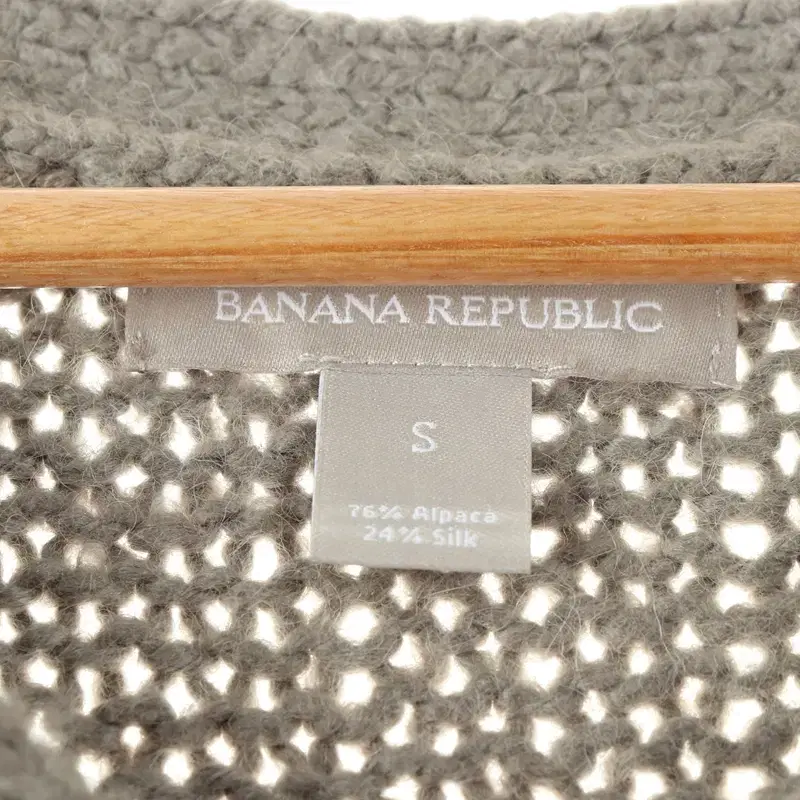 BANANA REPUBLIC
S
76% Alpaca
24% Silk